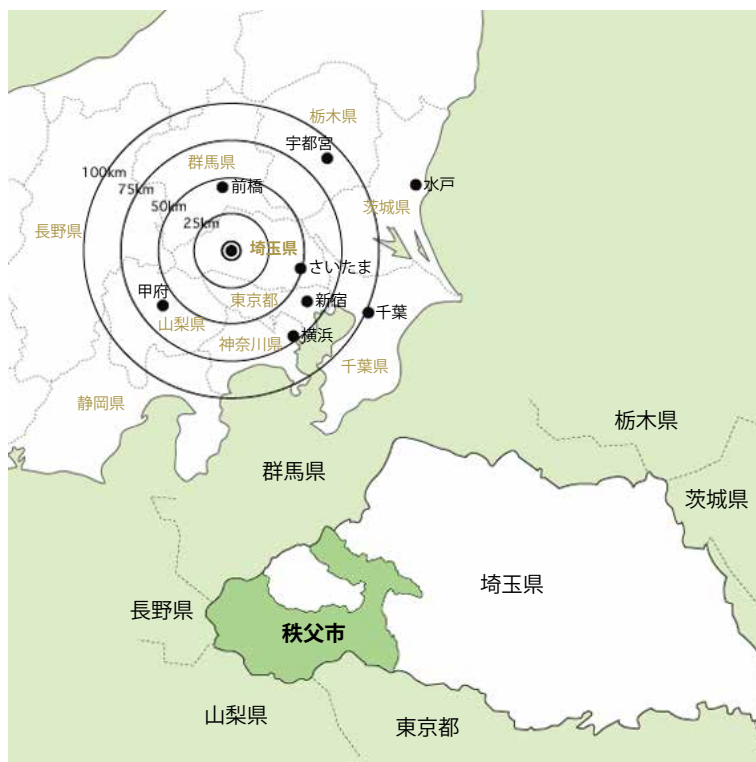 栃木県
宇都宮
群馬県
100km
75km
前橋
水戸
50km
茨城県
25km
長野県
埼玉県
さいたま
甲府
東京都
新宿
千葉
山梨県
神奈川県
横浜
千葉県
静岡県
栃木県
群馬県
茨城県
埼玉県
長野県
秩父市
山梨県
東京都